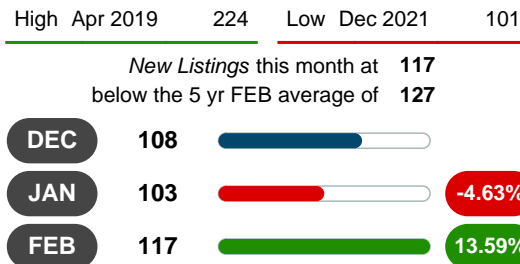 High Apr 2019 224 Low Dec 2021 101
New Listings this month at 117
below the 5 yr FEB average of 127
DEC 108
JAN 103 -4.63%
FEB 117 13.59%